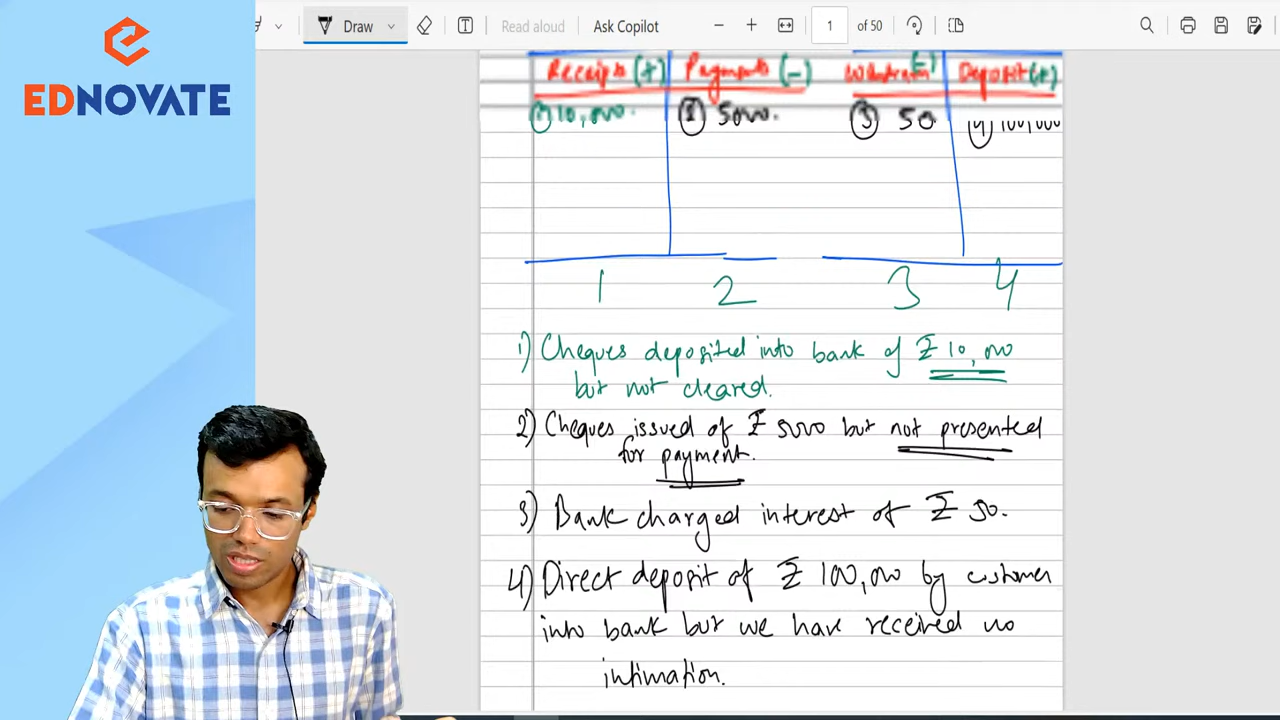 Draw
Read aloud
Ask Copilot
1 of 50
EDNOVATE
Receipts (+) Payments (-) Withdrawn (-) Deposit (+)
① 10,000. ② 5000. ③ 50. ④ 100,000
1 2 3 4
1) Cheques deposited into bank of ₹ 10,000
but not cleared.
2) Cheques issued of ₹ 5000 but not presented
for payment.
3) Bank charged interest of ₹ 50.
4) Direct deposit of ₹ 100,000 by customer
into bank but we have received no
intimation.